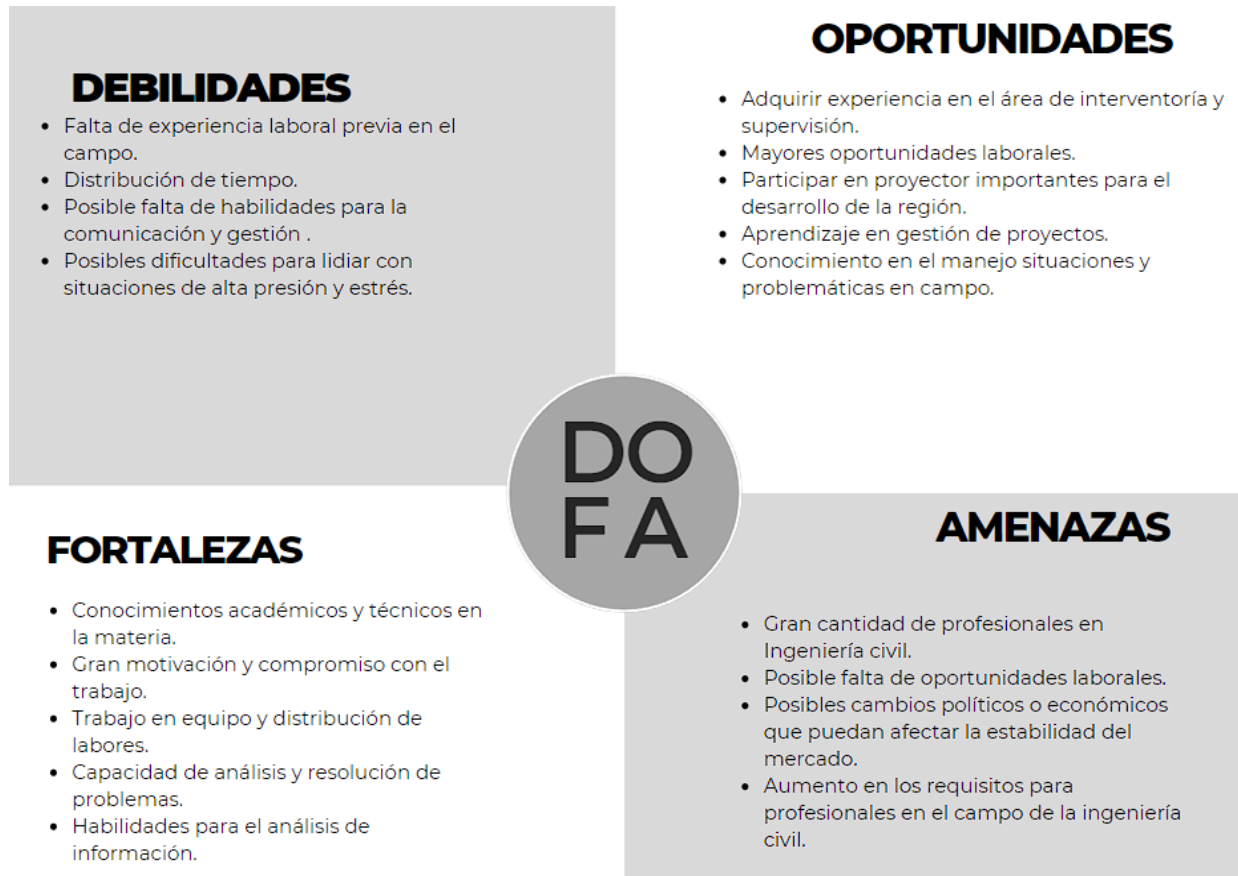 DEBILIDADES
• Falta de experiencia laboral previa en el
campo.
• Distribución de tiempo.
• Posible falta de habilidades para la
comunicación y gestión .
• Posibles dificultades para lidiar con
situaciones de alta presión y estrés.
OPORTUNIDADES
• Adquirir experiencia en el área de interventoría y
supervisión.
• Mayores oportunidades laborales.
• Participar en proyector importantes para el
desarrollo de la región.
• Aprendizaje en gestión de proyectos.
• Conocimiento en el manejo situaciones y
problemáticas en campo.
DO
FA
FORTALEZAS
• Conocimientos académicos y técnicos en
la materia.
• Gran motivación y compromiso con el
trabajo.
• Trabajo en equipo y distribución de
labores.
• Capacidad de análisis y resolución de
problemas.
• Habilidades para el análisis de
información.
AMENAZAS
• Gran cantidad de profesionales en
Ingeniería civil.
• Posible falta de oportunidades laborales.
• Posibles cambios políticos o económicos
que puedan afectar la estabilidad del
mercado.
• Aumento en los requisitos para
profesionales en el campo de la ingeniería
civil.